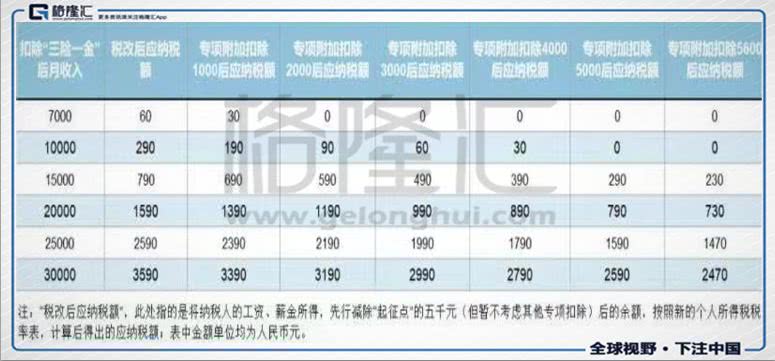 格隆汇 更多资讯请关注格隆汇App
扣除“三险一金”后月收入 税改后应纳税额 专项附加扣除1000后应纳税额 专项附加扣除2000后应纳税额 专项附加扣除3000后应纳税额 专项附加扣除4000后应纳税额 专项附加扣除5000后应纳税额 专项附加扣除5600后应纳税额
7000 60 30 0 0 0 0 0
10000 290 190 90 60 30 0 0
15000 790 690 590 490 390 290 230
20000 1590 1390 1190 990 890 790 730
25000 2590 2390 2190 1990 1790 1590 1470
30000 3590 3390 3190 2990 2790 2590 2470
格隆汇
www.gelonghui.com
注：“税改后应纳税额”，此处指的是将纳税人的工资、薪金所得，先行减除“起征点”的五千元（但暂不考虑其他专项扣除）后的余额，按照新的个人所得税税
率表，计算后得出的应纳税额；表中金额单位均为人民币元。
全球视野·下注中国